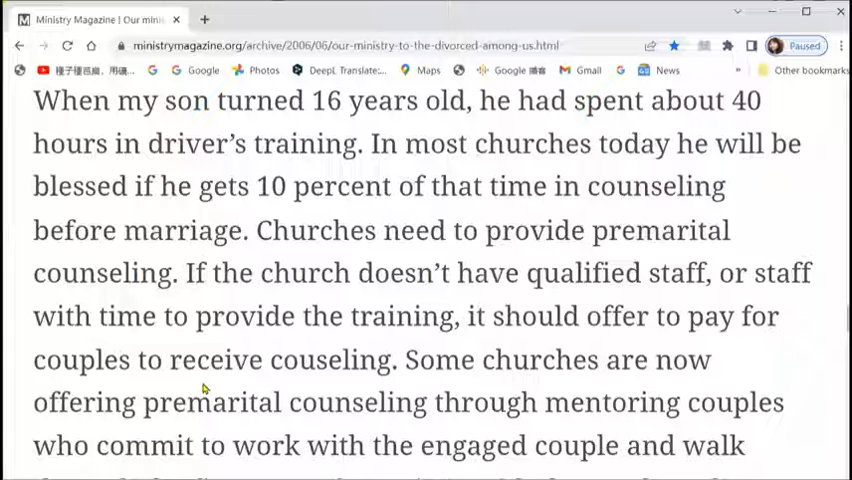 Ministry Magazine | Our minis
ministrymagazine.org/archive/2006/06/our-ministry-to-the-divorced-among-us.html
Paused
Google
Photos
DeepL Translate:...
Maps
Google 博客
Gmail
News
»
Other bookmarks
When my son turned 16 years old, he had spent about 40
hours in driver’s training. In most churches today he will be
blessed if he gets 10 percent of that time in counseling
before marriage. Churches need to provide premarital
counseling. If the church doesn’t have qualified staff, or staff
with time to provide the training, it should offer to pay for
couples to receive couseling. Some churches are now
offering premarital counseling through mentoring couples
who commit to work with the engaged couple and walk